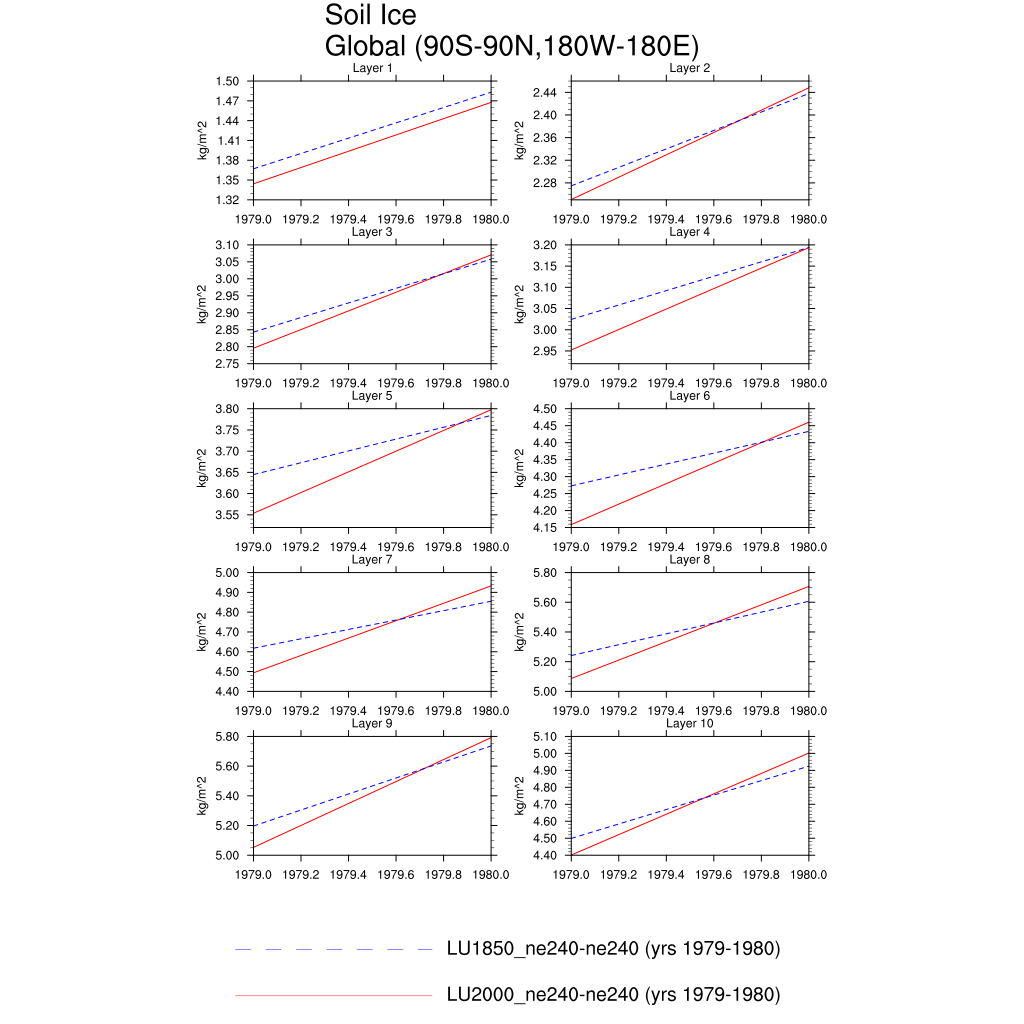 Soil Ice
Global (90S-90N,180W-180E)
Layer 1
Layer 2
1.50
1.47
1.44
1.41
1.38
1.35
1.32
kg/m^2
1979.0 1979.2 1979.4 1979.6 1979.8 1980.0
2.44
2.40
2.36
2.32
2.28
kg/m^2
1979.0 1979.2 1979.4 1979.6 1979.8 1980.0
Layer 3
Layer 4
3.10
3.05
3.00
2.95
2.90
2.85
2.80
2.75
kg/m^2
1979.0 1979.2 1979.4 1979.6 1979.8 1980.0
3.20
3.15
3.10
3.05
3.00
2.95
kg/m^2
1979.0 1979.2 1979.4 1979.6 1979.8 1980.0
Layer 5
Layer 6
3.80
3.75
3.70
3.65
3.60
3.55
kg/m^2
1979.0 1979.2 1979.4 1979.6 1979.8 1980.0
4.50
4.40
4.35
4.30
4.25
4.20
4.15
kg/m^2
1979.0 1979.2 1979.4 1979.6 1979.8 1980.0
Layer 7
Layer 8
5.00
4.90
4.80
4.70
4.60
4.50
4.40
kg/m^2
1979.0 1979.2 1979.4 1979.6 1979.8 1980.0
5.80
5.60
5.40
5.20
5.00
kg/m^2
1979.0 1979.2 1979.4 1979.6 1979.8 1980.0
Layer 9
Layer 10
5.80
5.60
5.40
5.20
5.00
kg/m^2
1979.0 1979.2 1979.4 1979.6 1979.8 1980.0
5.10
5.00
4.90
4.80
4.70
4.60
4.50
4.40
kg/m^2
1979.0 1979.2 1979.4 1979.6 1979.8 1980.0
LU1850_ne240-ne240 (yrs 1979-1980)
LU2000_ne240-ne240 (yrs 1979-1980)